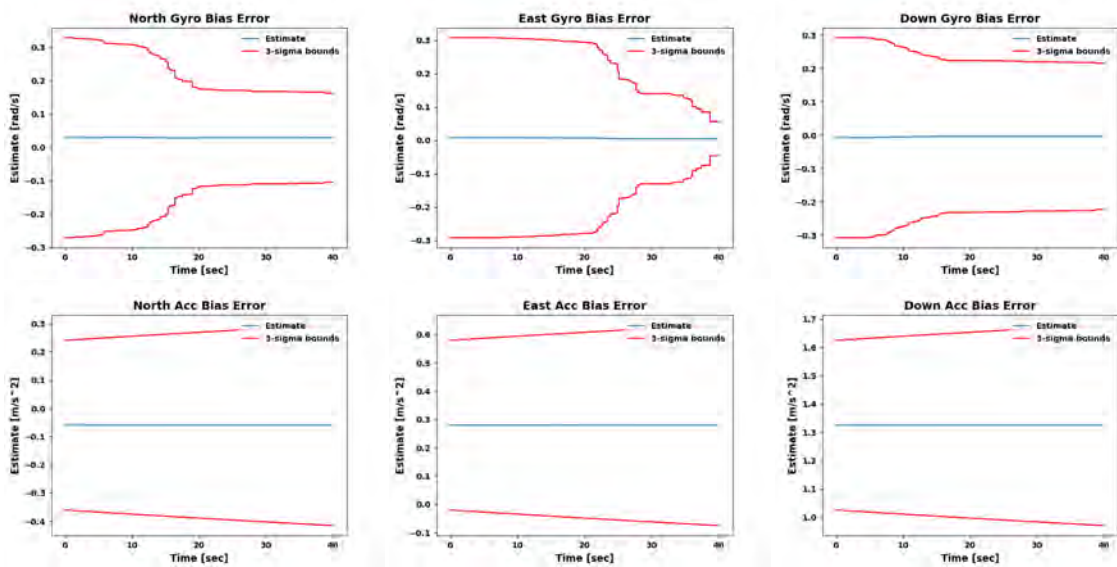 North Gyro Bias Error
Estimate
3-sigma bounds
Estimate [rad/s]
0.3
0.2
0.1
0.0
−0.1
−0.2
−0.3
0
10
20
30
40
Time [sec]
East Gyro Bias Error
Estimate
3-sigma bounds
Estimate [rad/s]
0.3
0.2
0.1
0.0
−0.1
−0.2
−0.3
0
10
20
30
40
Time [sec]
Down Gyro Bias Error
Estimate
3-sigma bounds
Estimate [rad/s]
0.3
0.2
0.1
0.0
−0.1
−0.2
−0.3
0
10
20
30
40
Time [sec]
North Acc Bias Error
Estimate
3-sigma bounds
Estimate [m/s^2]
0.3
0.2
0.1
0.0
−0.1
−0.2
−0.3
−0.4
0
10
20
30
40
Time [sec]
East Acc Bias Error
Estimate
3-sigma bounds
Estimate [m/s^2]
0.6
0.5
0.4
0.3
0.2
0.1
0.0
−0.1
0
10
20
30
40
Time [sec]
Down Acc Bias Error
Estimate
3-sigma bounds
Estimate [m/s^2]
1.7
1.6
1.5
1.4
1.3
1.2
1.1
1.0
0
10
20
30
40
Time [sec]